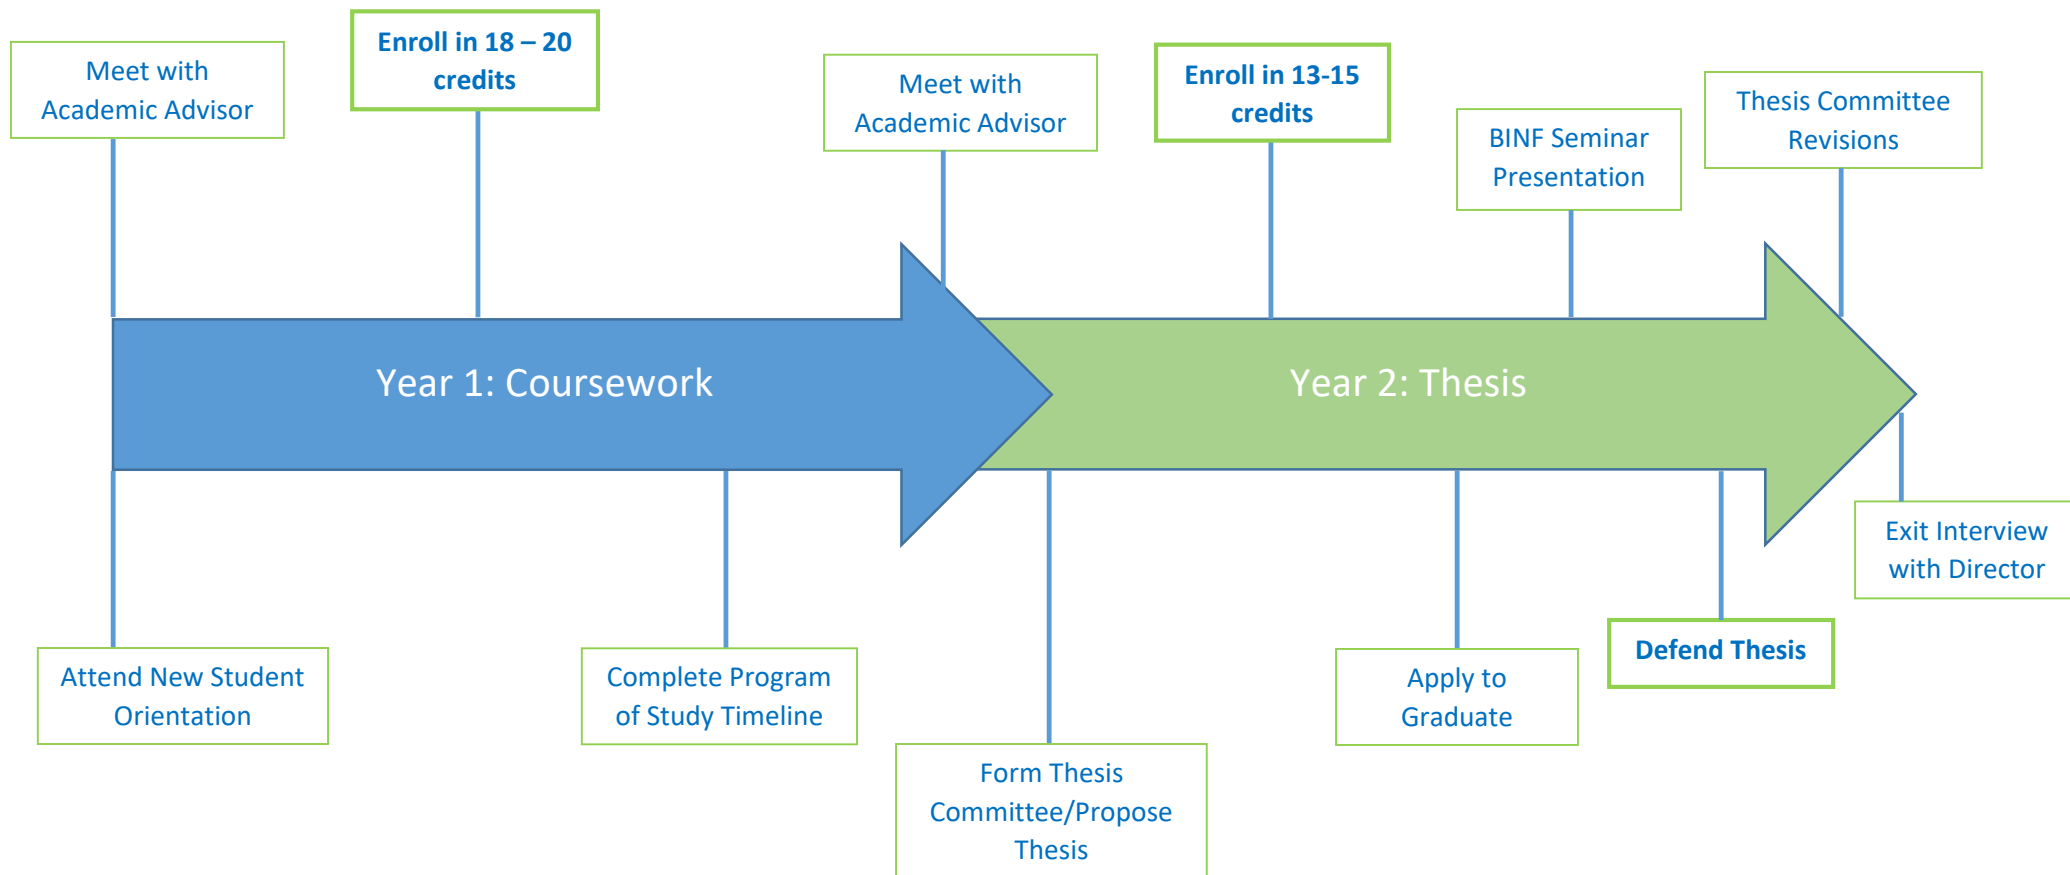 Meet with
Academic Advisor
Enroll in 18 – 20
credits
Meet with
Academic Advisor
Enroll in 13-15
credits
BINF Seminar
Presentation
Thesis Committee
Revisions
Year 1: Coursework
Year 2: Thesis
Attend New Student
Orientation
Complete Program
of Study Timeline
Form Thesis
Committee/Propose
Thesis
Apply to
Graduate
Defend Thesis
Exit Interview
with Director